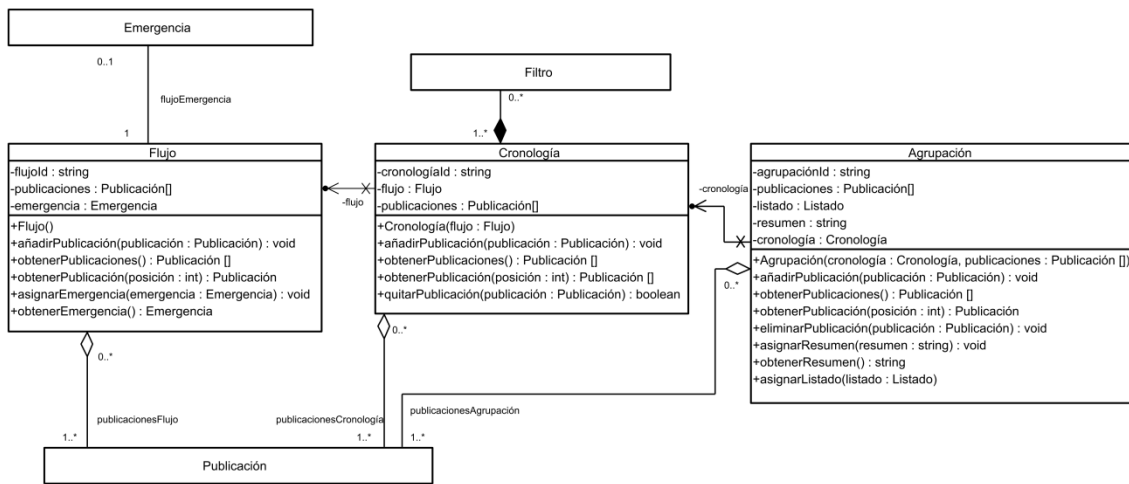 Emergencia
0..1
flujoEmergencia
1
Filtro
0..*
1..*
Flujo
-flujoId : string
-publicaciones : Publicación[]
-emergencia : Emergencia
+Flujo()
+añadirPublicación(publicación : Publicación) : void
+obtenerPublicaciones() : Publicación []
+obtenerPublicación(posición : int) : Publicación
+asignarEmergencia(emergencia : Emergencia) : void
+obtenerEmergencia() : Emergencia
-flujo
Cronología
-cronologíaId : string
-flujo : Flujo
-publicaciones : Publicación[]
+Cronología(flujo : Flujo)
+añadirPublicación(publicación : Publicación) : void
+obtenerPublicaciones() : Publicación []
+obtenerPublicación(posición : int) : Publicación []
+quitarPublicación(publicación : Publicación) : boolean
-cronología
Agrupación
-agrupaciónId : string
-publicaciones : Publicación[]
-listado : Listado
-resumen : string
-cronología : Cronología
+Agrupación(cronología : Cronología, publicaciones : Publicación [])
+añadirPublicación(publicación : Publicación) : void
+obtenerPublicaciones() : Publicación []
+obtenerPublicación(posición : int) : Publicación
+eliminarPublicación(publicación : Publicación) : void
+asignarResumen(resumen : string) : void
+obtenerResumen() : string
+asignarListado(listado : Listado)
0..*
0..*
0..*
publicacionesFlujo
publicacionesCronología
publicacionesAgrupación
1..*
1..*
1..*
Publicación